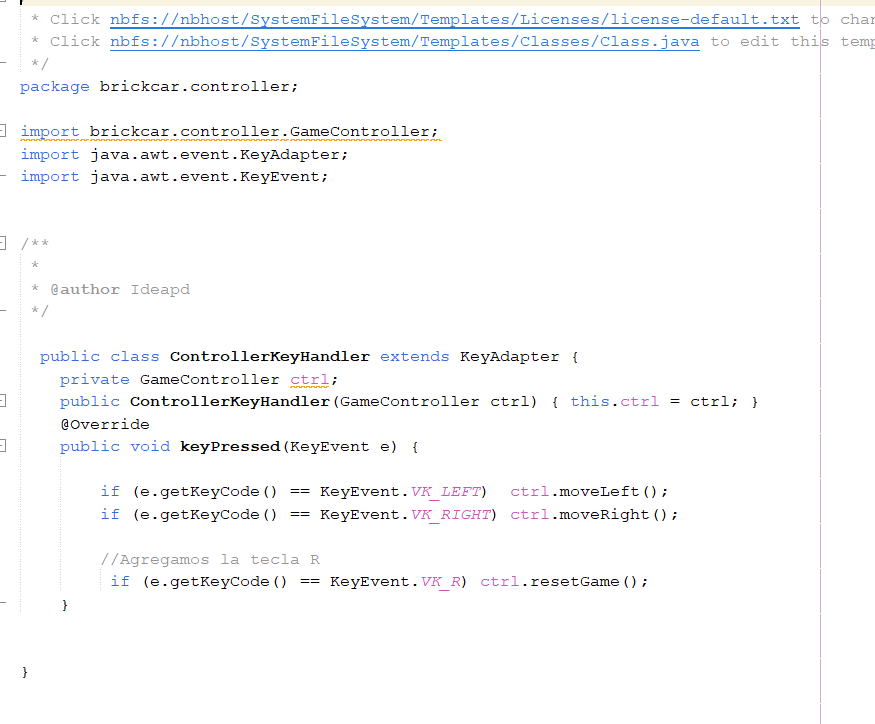 * Click nbfs://nbhost/SystemFileSystem/Templates/Licenses/license-default.txt to
* Click nbfs://nbhost/SystemFileSystem/Templates/Classes/Class.java to edit this
*/
package brickcar.controller;
import brickcar.controller.GameController;
import java.awt.event.KeyAdapter;
import java.awt.event.KeyEvent;
/**
*
* @author Ideapd
*/
public class ControllerKeyHandler extends KeyAdapter {
private GameController ctrl;
public ControllerKeyHandler(GameController ctrl) { this.ctrl = ctrl; }
@Override
public void keyPressed(KeyEvent e) {
if (e.getKeyCode() == KeyEvent.VK_LEFT)  ctrl.moveLeft();
if (e.getKeyCode() == KeyEvent.VK_RIGHT) ctrl.moveRight();
//Agregamos la tecla R
if (e.getKeyCode() == KeyEvent.VK_R) ctrl.resetGame();
}
}